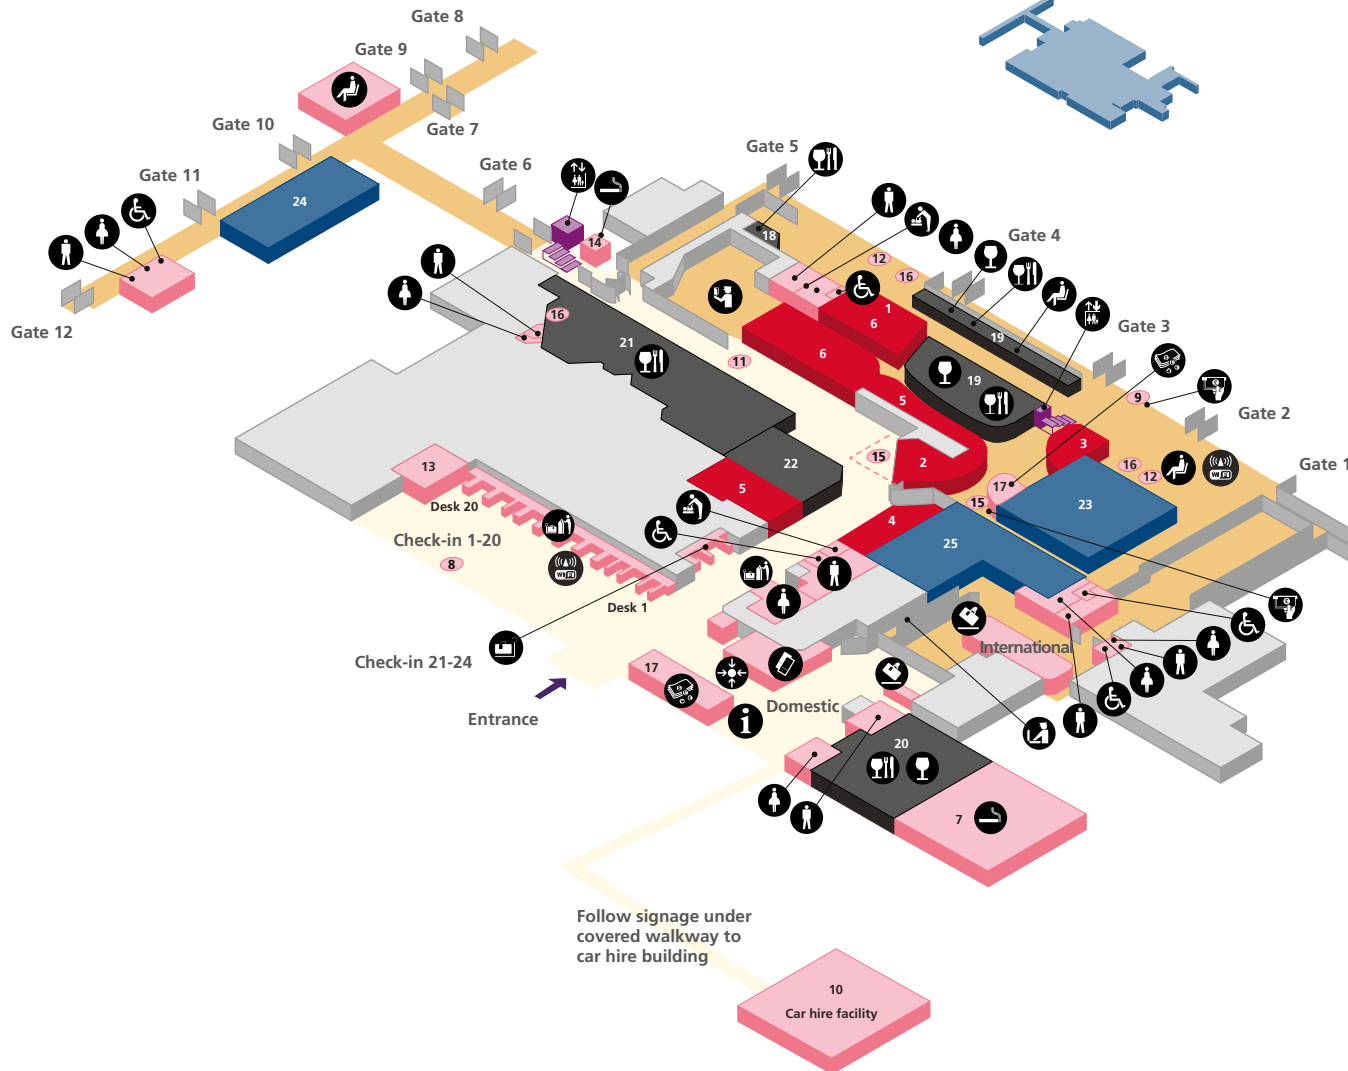 Gate 8
Gate 9
Gate 7
Gate 10
Gate 5
Gate 6
Gate 11
24
18
14
Gate 4
12
16
Gate 12
1
6
16
21
19
Gate 3
6
11
19
9
5
Gate 2
3
15
2
16
12
WiFi
Gate 1
13
22
17
5
15
23
Desk 20
4
Check-in 1-20
25
8
WiFi
Desk 1
International
Check-in 21-24
17
Entrance
i
Domestic
20
7
Follow signage under
covered walkway to
car hire building
10
Car hire facility